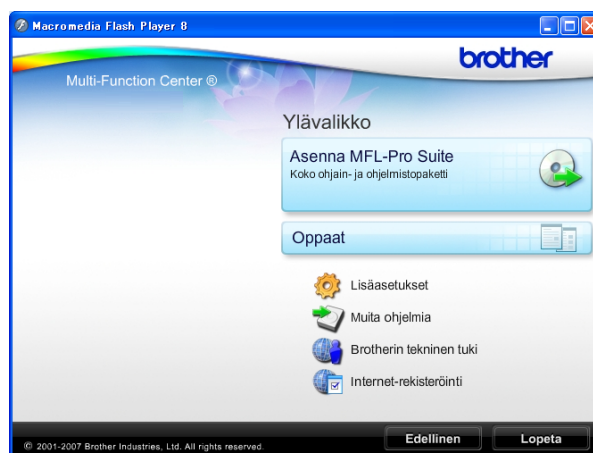 Macromedia Flash Player 8
brother
Multi-Function Center ®
Ylävalikko
Asenna MFL-Pro Suite
Koko ohjain- ja ohjelmistopaketti
Oppaat
Lisäasetukset
Muita ohjelmia
Brotherin tekninen tuki
Internet-rekisteröinti
© 2001-2007 Brother Industries, Ltd. All rights reserved.
Edellinen
Lopeta